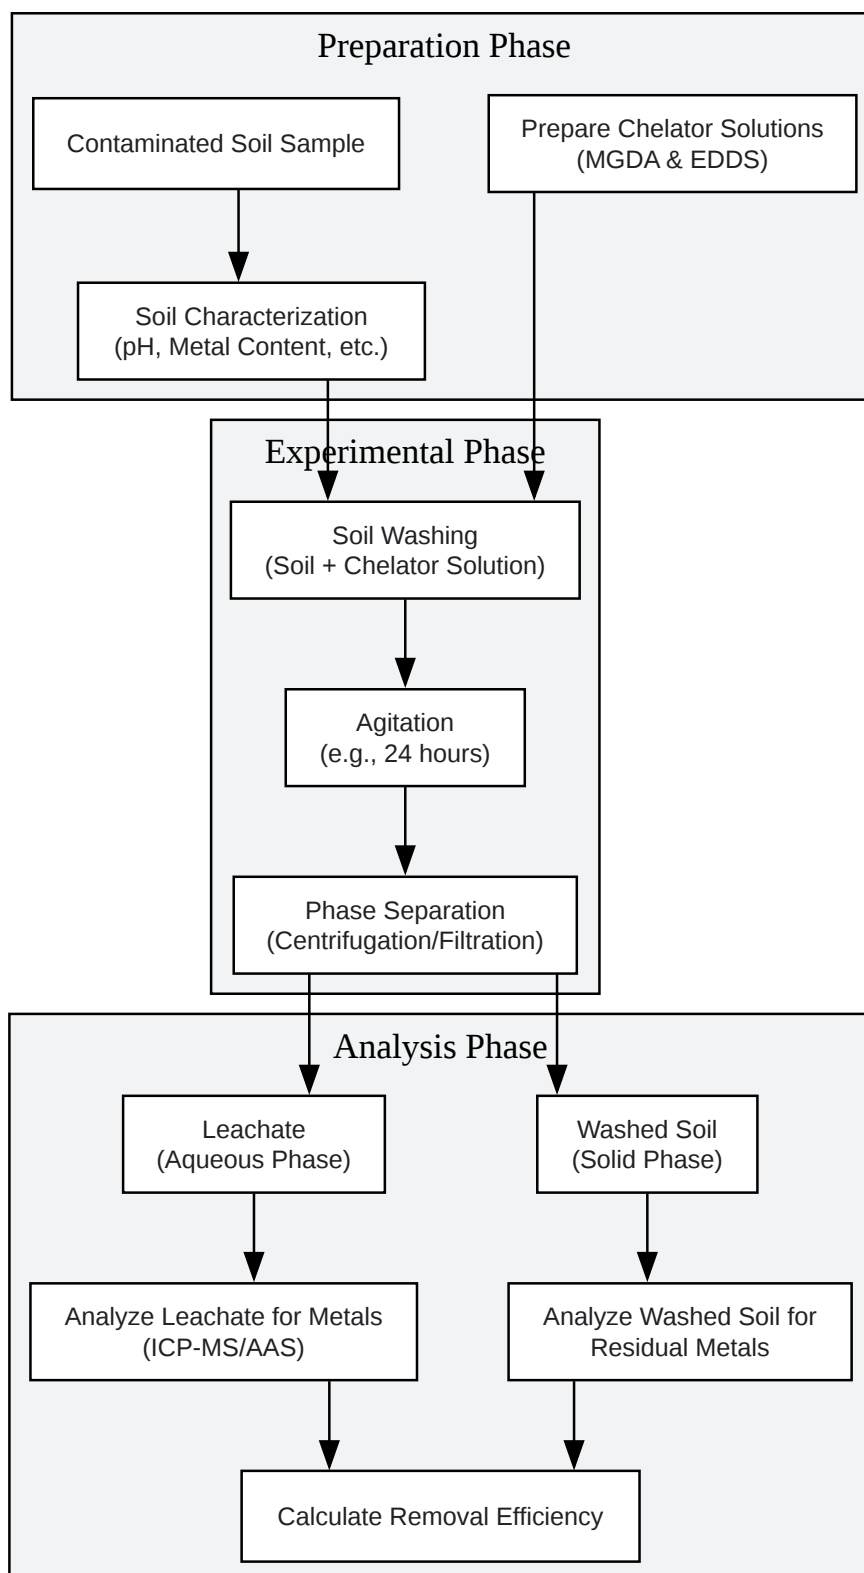 Preparation Phase
Contaminated Soil Sample
Prepare Chelator Solutions
(MGDA & EDDS)
Soil Characterization
(pH, Metal Content, etc.)
Experimental Phase
Soil Washing
(Soil + Chelator Solution)
Agitation
(e.g., 24 hours)
Phase Separation
(Centrifugation/Filtration)
Analysis Phase
Leachate
(Aqueous Phase)
Washed Soil
(Solid Phase)
Analyze Leachate for Metals
(ICP-MS/AAS)
Analyze Washed Soil for
Residual Metals
Calculate Removal Efficiency